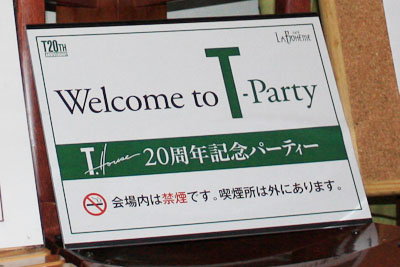 T20TH
LA BOHÈME
Welcome to T-Party
T. House 20周年記念パーティー
会場内は禁煙です。喫煙所は外にあります。